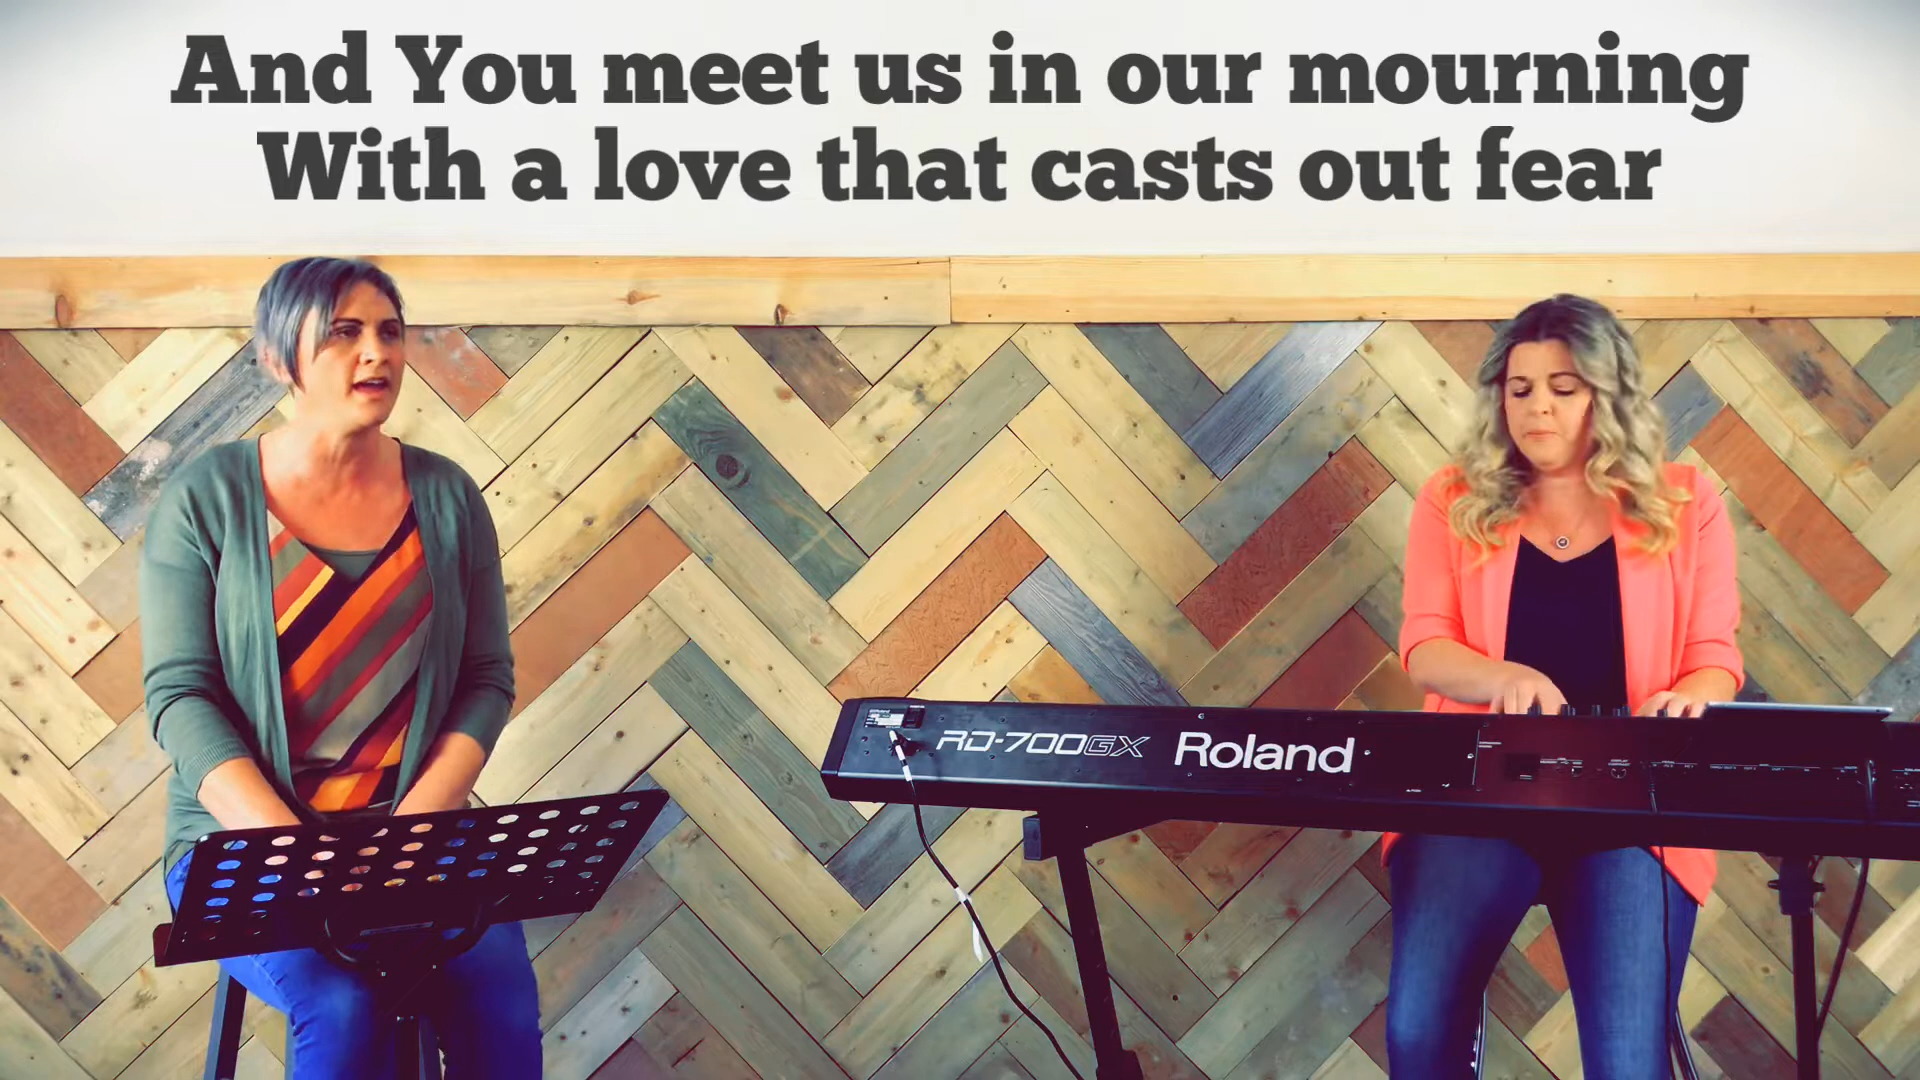 And You meet us in our mourning
With a love that casts out fear
RD-700GX Roland